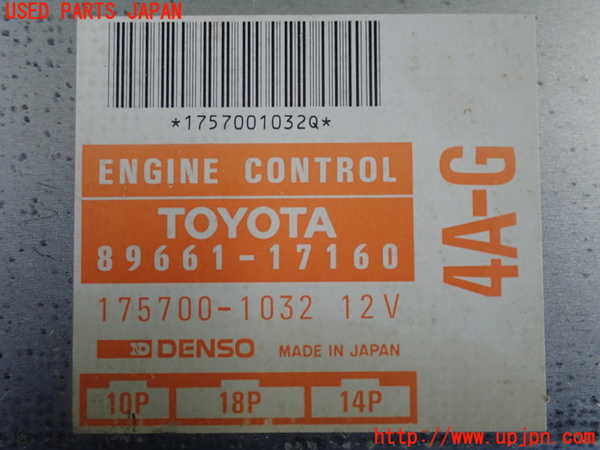 USED PARTS JAPAN
*1757001032Q*
ENGINE CONTROL
TOYOTA
89661-17160
4A-G
175700-1032 12V
ND DENSO MADE IN JAPAN
10P 18P 14P
http://www.upjpn.com